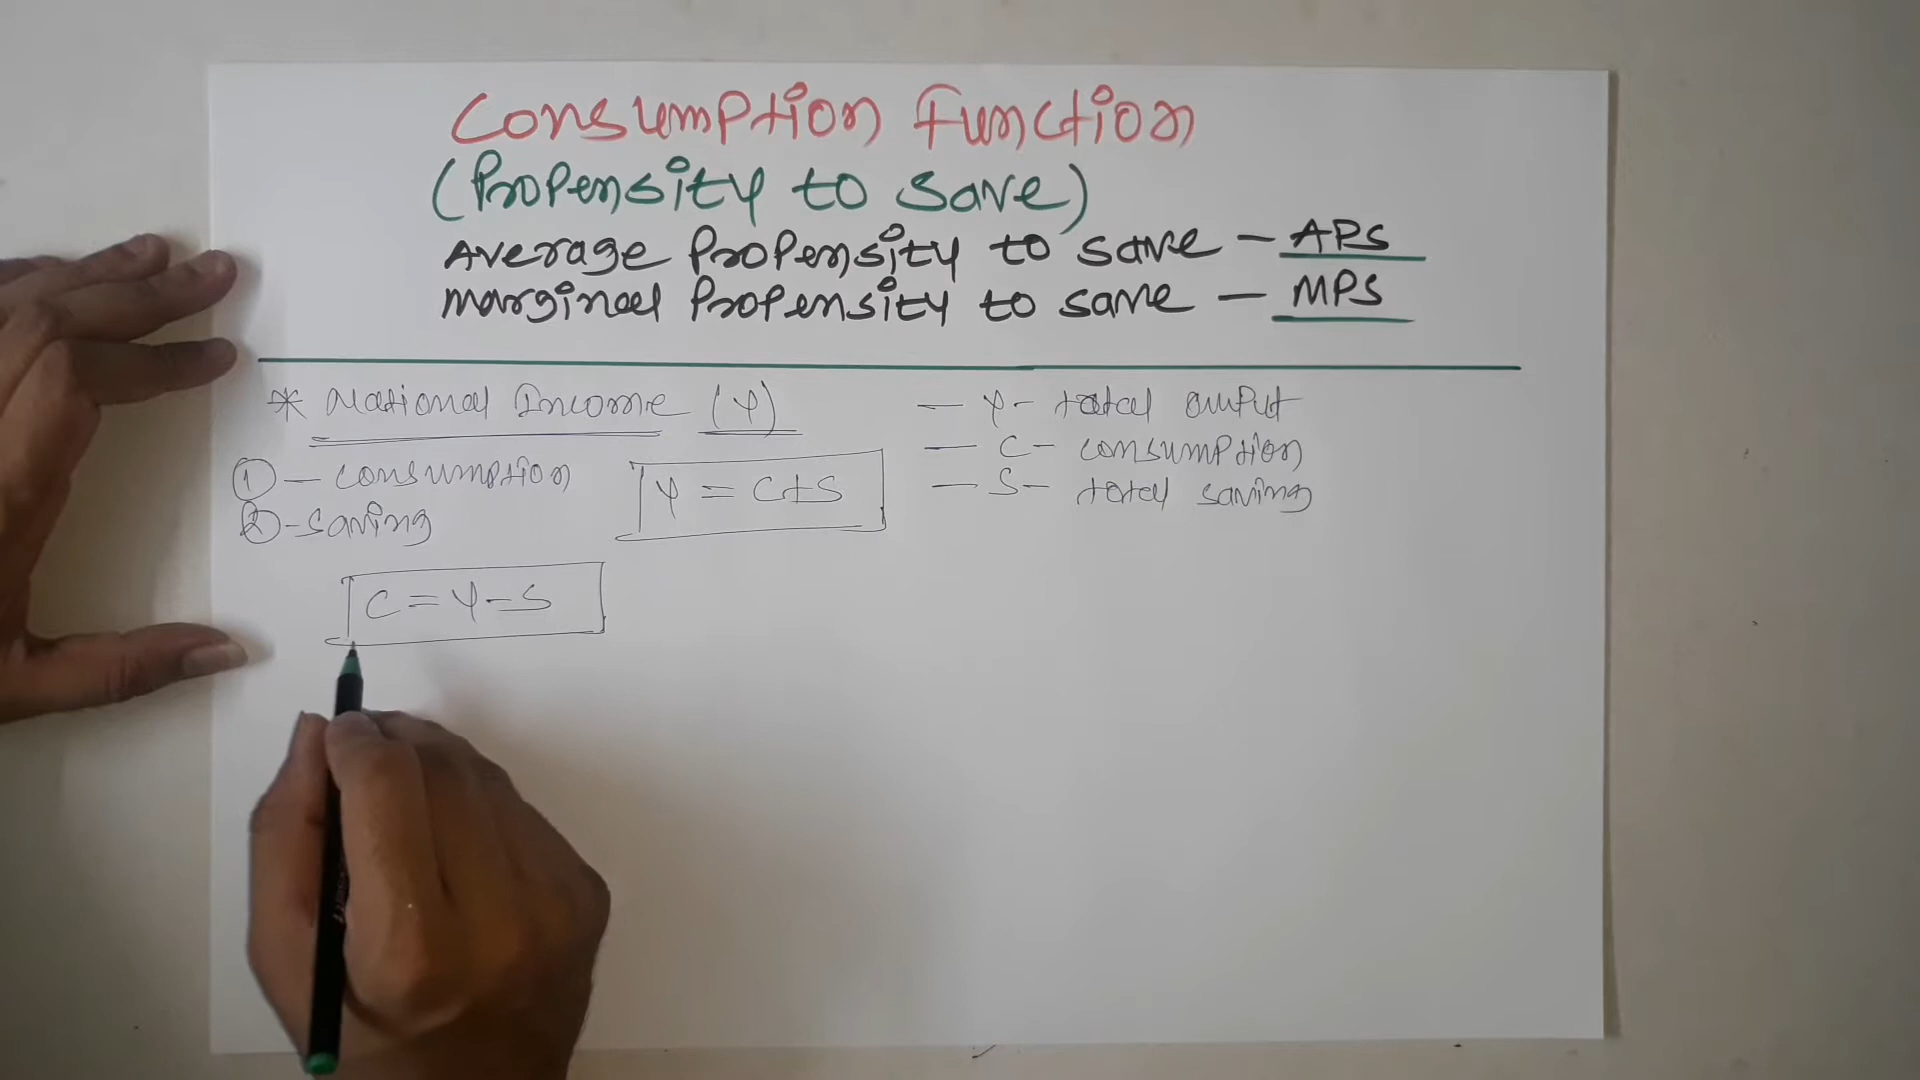 Consumption Function
(Propensity to save)
Average Propensity to save - APS
Marginal Propensity to save - MPS
* National Income (Y)
① - consumption
② - saving
Y = C+S
- Y - total output
- C - consumption
- S - total saving
C = Y - S